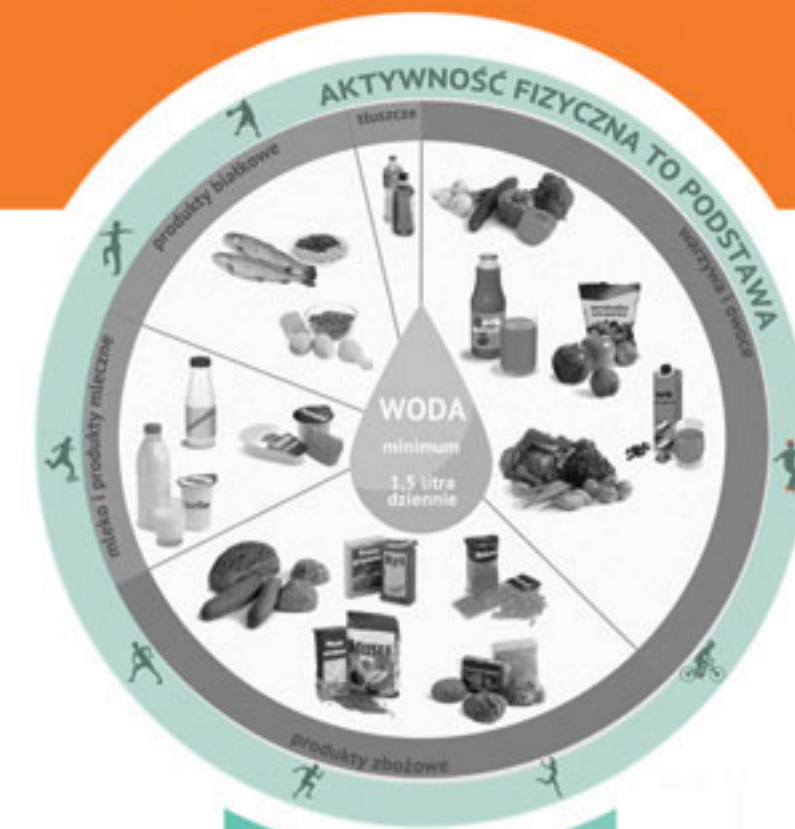 AKTYWNOŚĆ FIZYCZNA TO PODSTAWA
tłuszcze
produkty białkowe
warzywa i owoce
mleko i produkty mleczne
WODA
minimum
1,5 litra
dziennie
produkty zbożowe